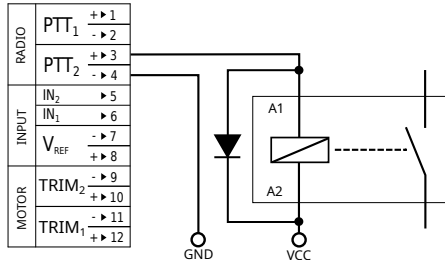 RADIO
PTT1
+ ▶ 1
- ▶ 2
PTT2
+ ▶ 3
- ▶ 4
INPUT
IN2 ▶ 5
IN1 ▶ 6
VREF
- ▶ 7
+ ▶ 8
MOTOR
TRIM2
- ▶ 9
+ ▶ 10
TRIM1
- ▶ 11
+ ▶ 12
A1
A2
GND
VCC